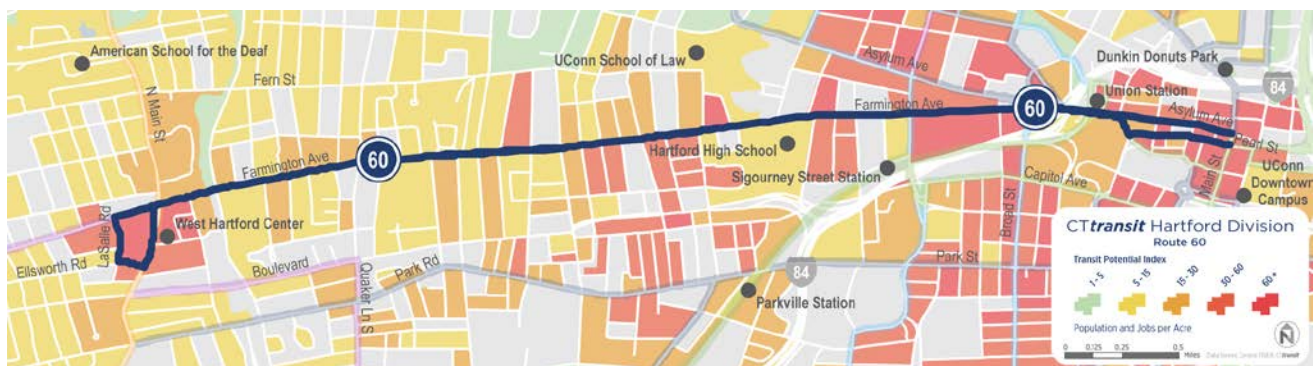 American School for the Deaf
N Main St
Fern St
UConn School of Law
Asylum Ave
Dunkin Donuts Park
84
Union Station
Farmington Ave
60
Asylum Ave
Pearl St
60
Farmington Ave
Hartford High School
Sigourney Street Station
Capitol Ave
Main St
UConn
Downtown
Campus
LaSalle Rd
West Hartford Center
Broad St
Ellsworth Rd
Boulevard
Quaker Ln S
Park Rd
84
Park St
Parkville Station
CTtransit Hartford Division
Route 60
Transit Potential Index
1 - 5
5 - 15
15 - 30
30 - 60
60 +
Population and Jobs per Acre
N
0 0.125 0.25 0.5
Miles